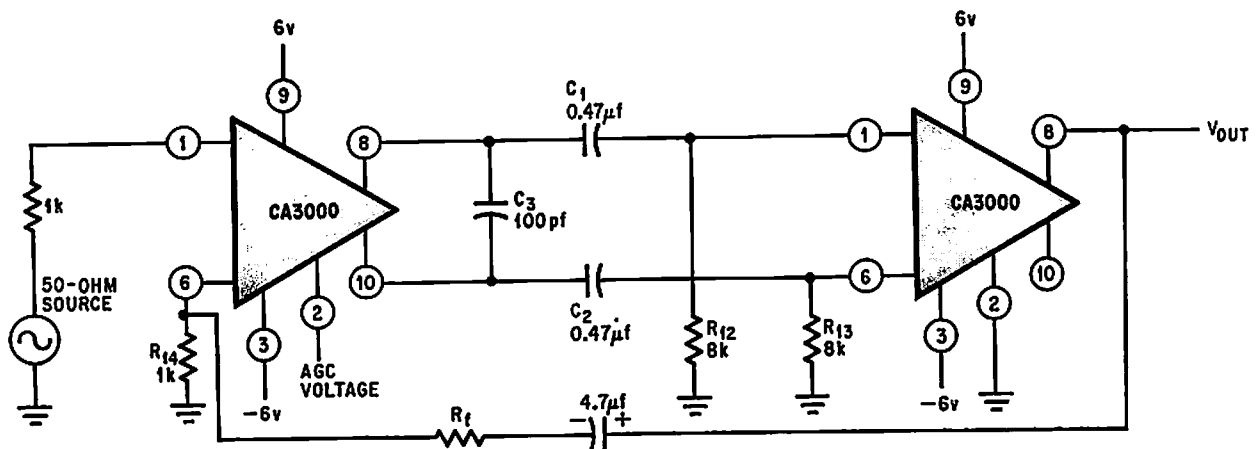 6v
9
1
8
CA3000
1k
50-OHM
SOURCE
6
10
R14
1k
3
2
-6v
AGC
VOLTAGE
C1
0.47μf
C3
100pf
C2
0.47μf
R12
8k
R13
8k
6v
9
1
8
VOUT
CA3000
6
10
3
2
-6v
Rf
4.7μf
- +